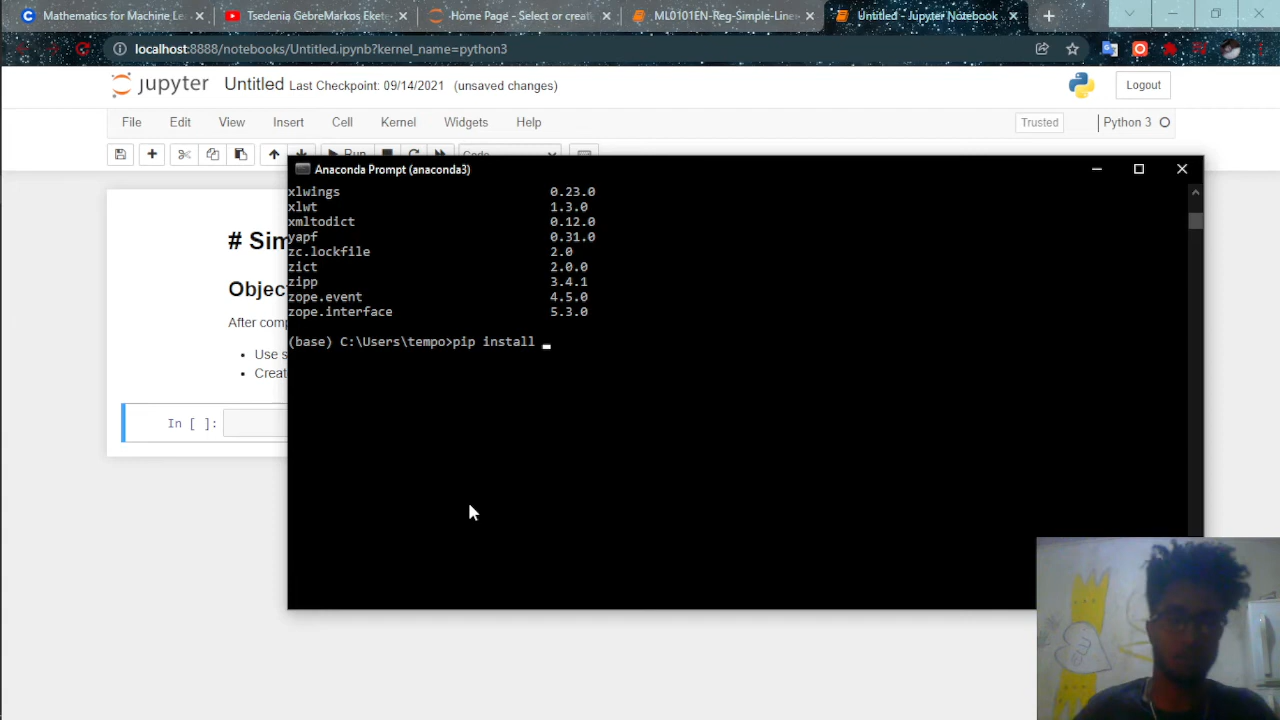 Mathematics for Machine Le
Tsedenia GebreMarkos Eket
Home Page - Select or creat
ML0101EN-Reg-Simple-Line
Untitled - Jupyter Notebook
localhost:8888/notebooks/Untitled.ipynb?kernel_name=python3
jupyter Untitled Last Checkpoint: 09/14/2021 (unsaved changes)
Logout
File Edit View Insert Cell Kernel Widgets Help
Trusted
Python 3
Run
Code
Anaconda Prompt (anaconda3)
xlwings 0.23.0
xlwt 1.3.0
xmltodict 0.12.0
yapf 0.31.0
zc.lockfile 2.0
zict 2.0.0
zipp 3.4.1
zope.event 4.5.0
zope.interface 5.3.0
(base) C:\Users\tempo>pip install _
# Sim
Objec
After comp
Use s
Creat
In [ ]: